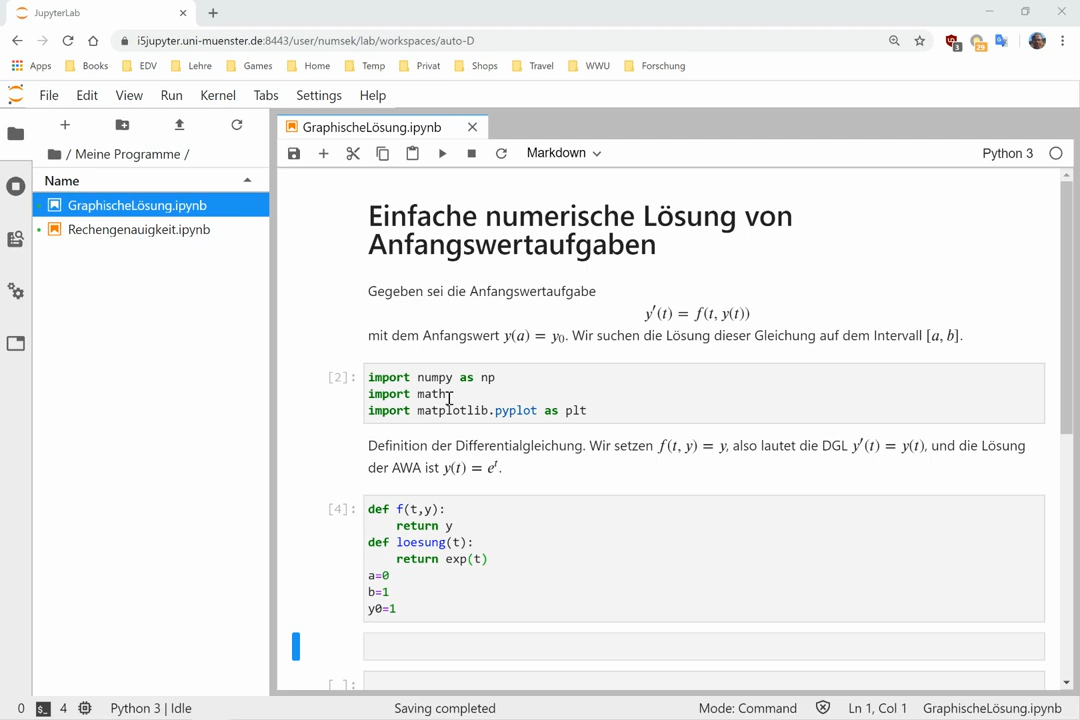 JupyterLab
i5jupyter.uni-muenster.de:8443/user/numsek/lab/workspaces/auto-D
3
29
Apps Books EDV Lehre Games Home Temp Privat Shops Travel WWU Forschung
File Edit View Run Kernel Tabs Settings Help
GraphischeLösung.ipynb
/ Meine Programme /
Markdown
Python 3
Name
GraphischeLösung.ipynb
Rechengenauigkeit.ipynb
Einfache numerische Lösung von
Anfangswertaufgaben
Gegeben sei die Anfangswertaufgabe
y′(t) = f(t, y(t))
mit dem Anfangswert y(a) = y₀. Wir suchen die Lösung dieser Gleichung auf dem Intervall [a, b].
[2]:
import numpy as np
import math
import matplotlib.pyplot as plt
Definition der Differentialgleichung. Wir setzen f(t, y) = y, also lautet die DGL y′(t) = y(t), und die Lösung
der AWA ist y(t) = eᵗ.
[4]:
def f(t,y):
    return y
def loesung(t):
    return exp(t)
a=0
b=1
y0=1
[ ]:
0 4 Python 3 | Idle Saving completed Mode: Command Ln 1, Col 1 GraphischeLösung.ipynb